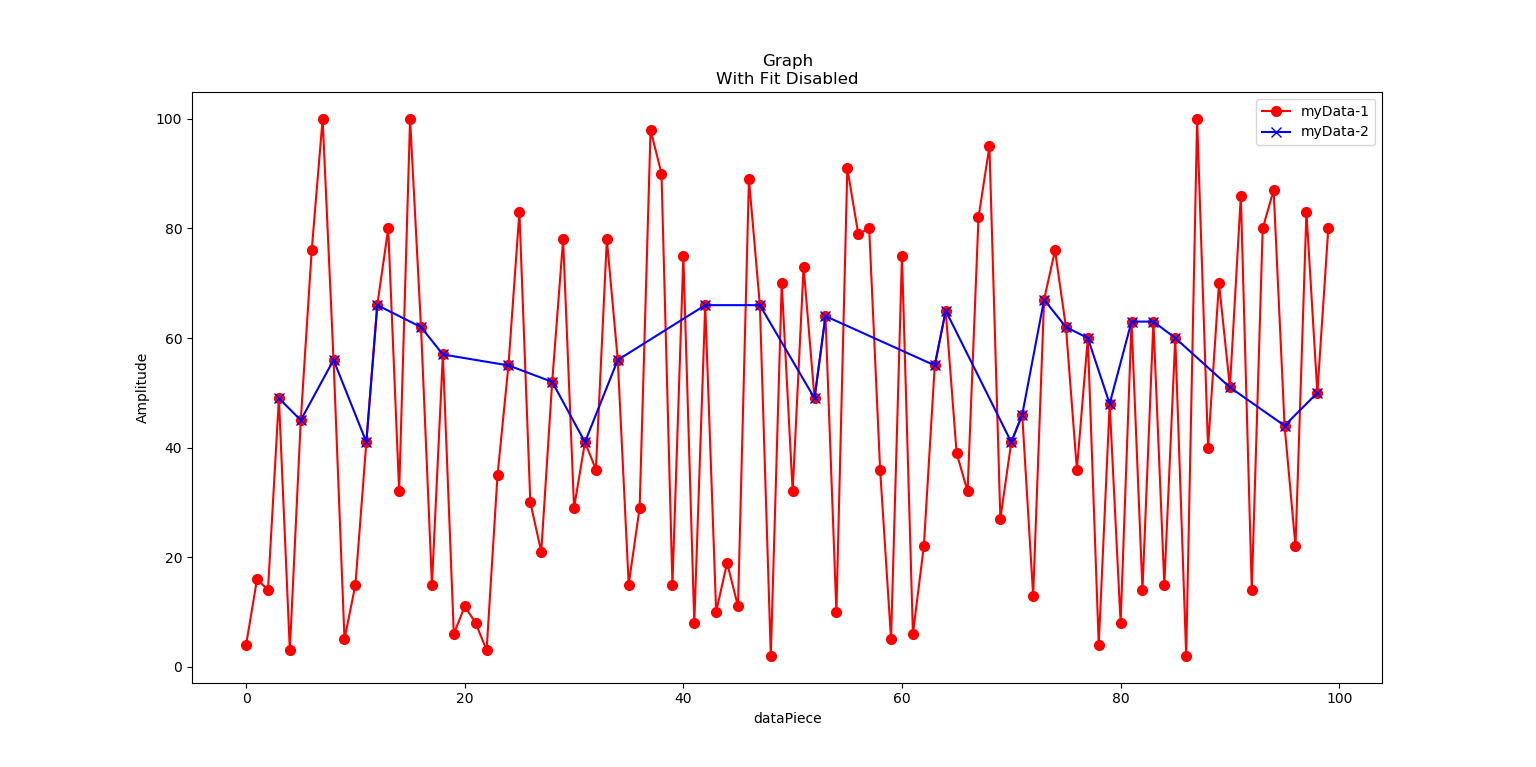 Graph
With Fit Disabled
myData-1
myData-2
Amplitude
100
80
60
40
20
0
0 20 40 60 80 100
dataPiece